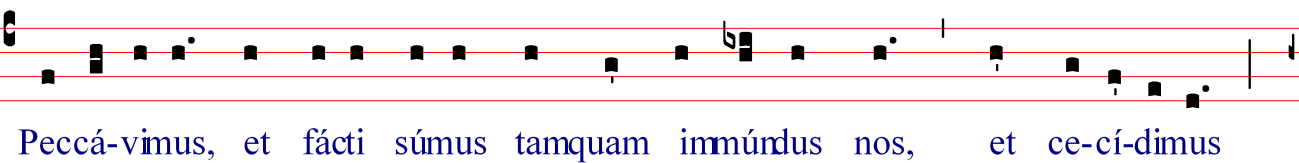 Peccá-vimus, et fácti súmus tamquam immúndus nos, et ce-cí-dimus